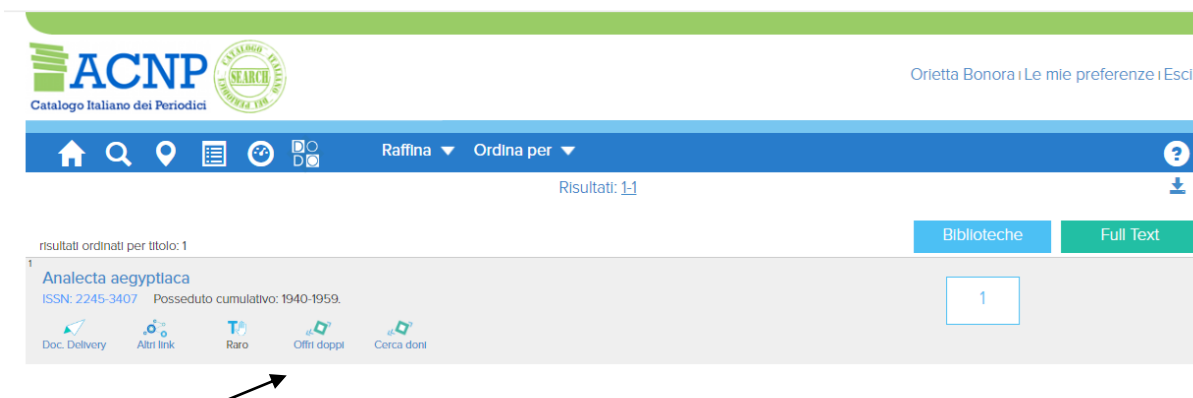 ACNP
Catalogo Italiano dei Periodici
CATALOGO ITALIANO DEI PERIODICI
SEARCH
Orietta Bonora | Le mie preferenze | Esci
DO
DO
Raffina ▼ Ordina per ▼
?
Risultati: 1-1
risultati ordinati per titolo: 1
Biblioteche Full Text
1
Analecta aegyptiaca
ISSN: 2245-3407 Posseduto cumulativo: 1940-1959.
1
T
Doc. Delivery Altri link Raro Offri doppi Cerca doni